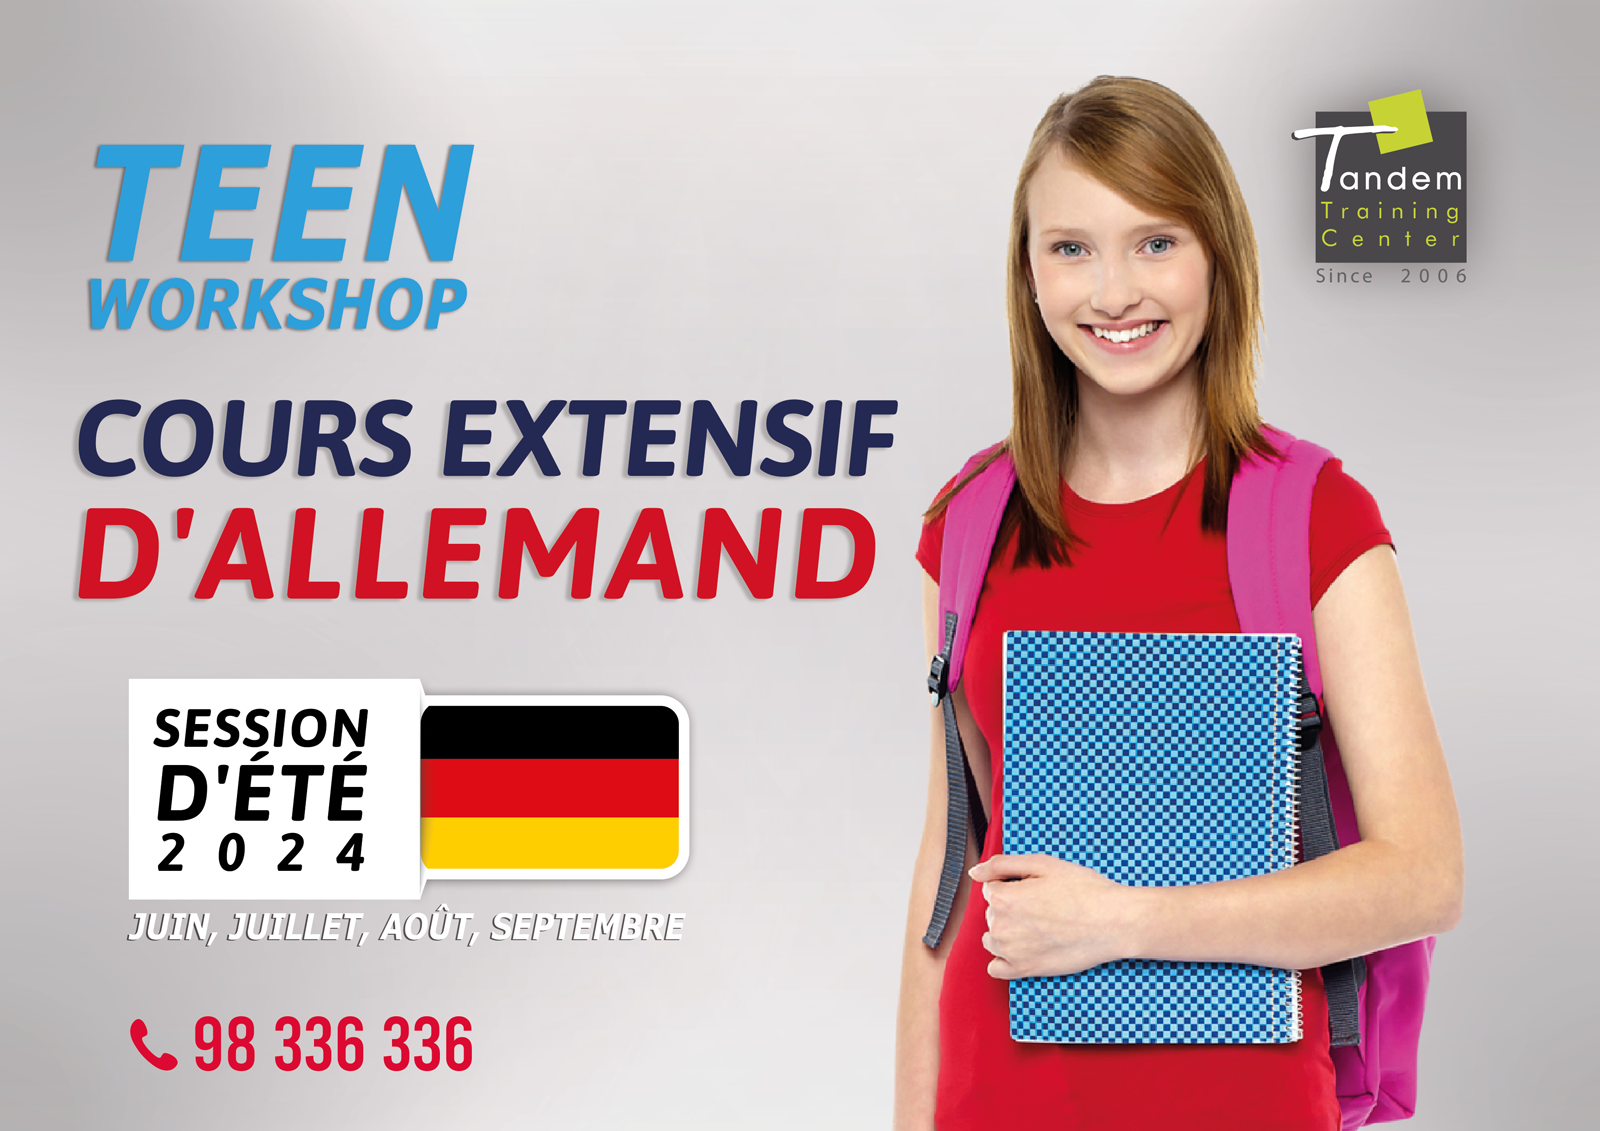 TEEN
WORKSHOP
COURS EXTENSIF
D'ALLEMAND
SESSION
D'ÉTÉ
2024
JUIN, JUILLET, AOÛT, SEPTEMBRE
98 336 336
Tandem
Training
Center
Since 2006